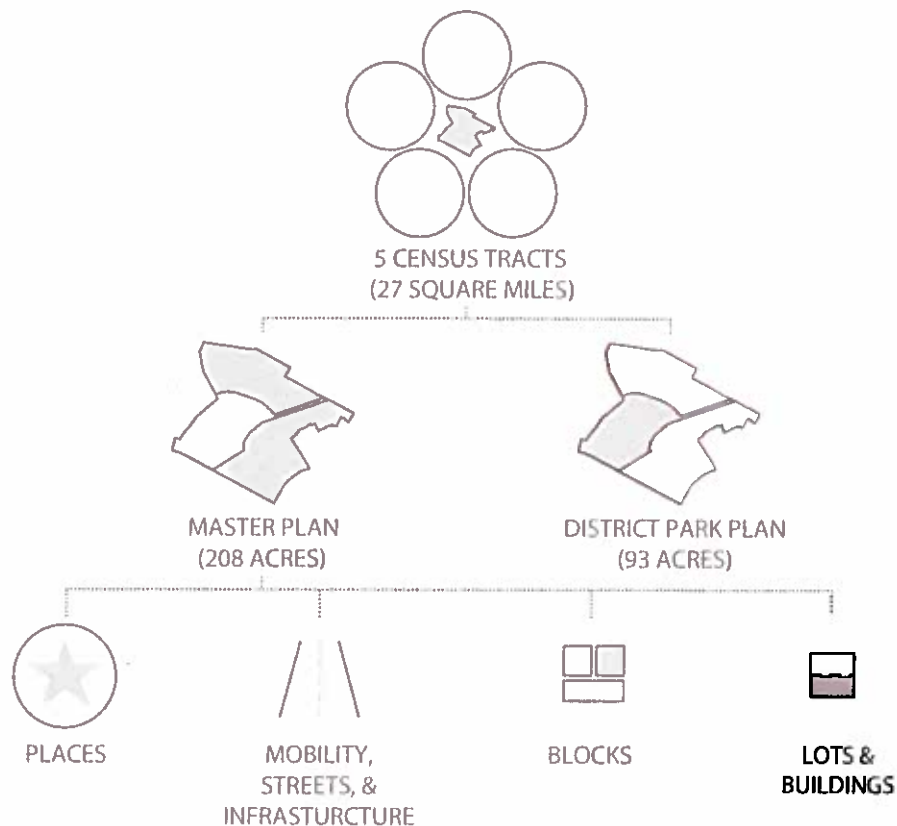 5 CENSUS TRACTS
(27 SQUARE MILES)
MASTER PLAN
(208 ACRES)
DISTRICT PARK PLAN
(93 ACRES)
PLACES
MOBILITY,
STREETS, &
INFRASTURCTURE
BLOCKS
LOTS &
BUILDINGS